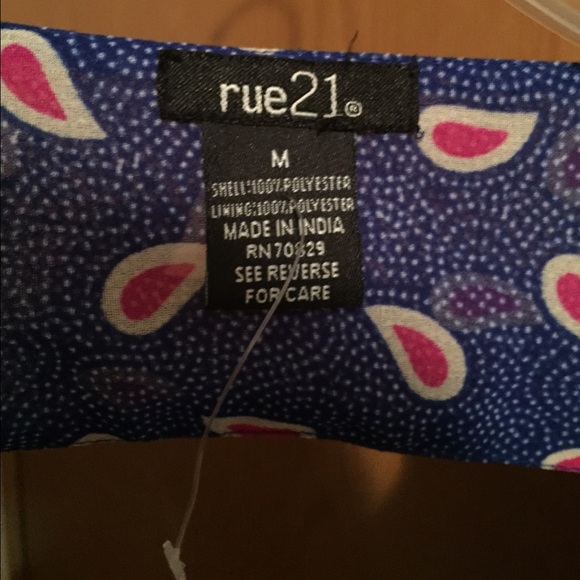 rue21®
M
SHELL:100%POLYESTER
LINING:100%POLYESTER
MADE IN INDIA
RN70829
SEE REVERSE
FOR CARE